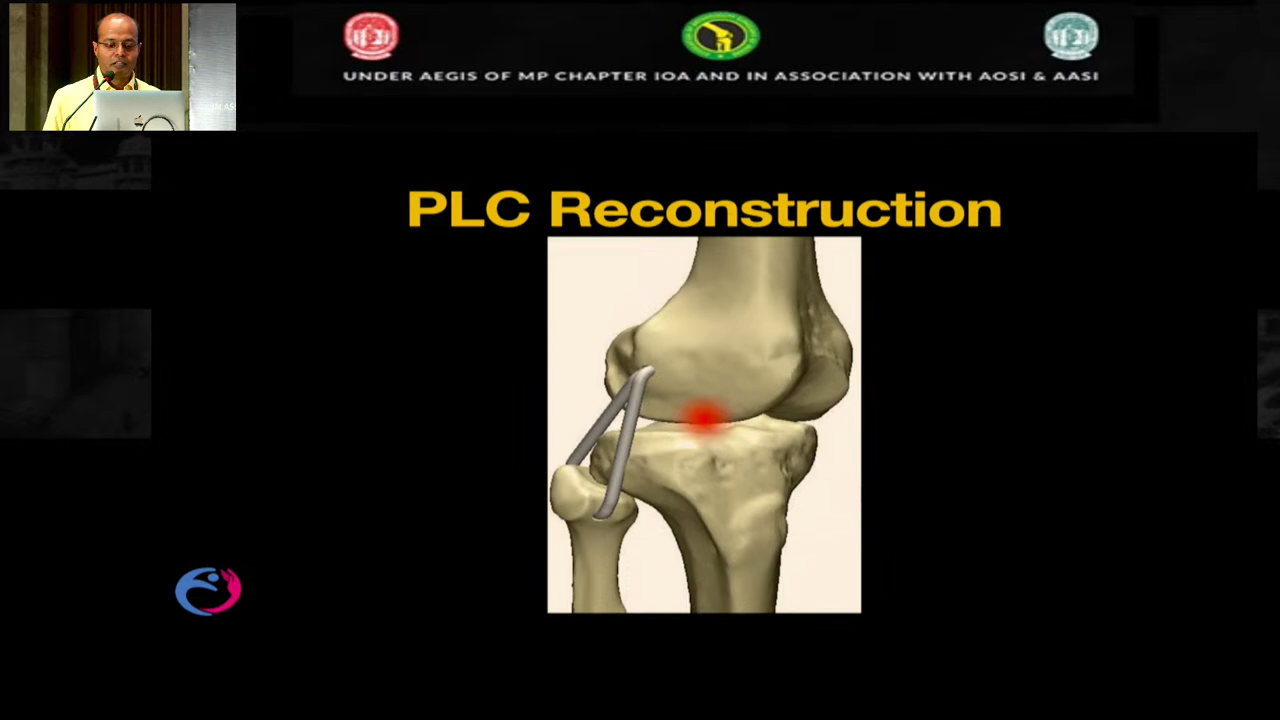 UNDER AEGIS OF MP CHAPTER IOA AND IN ASSOCIATION WITH AOSI & AASI
PLC Reconstruction